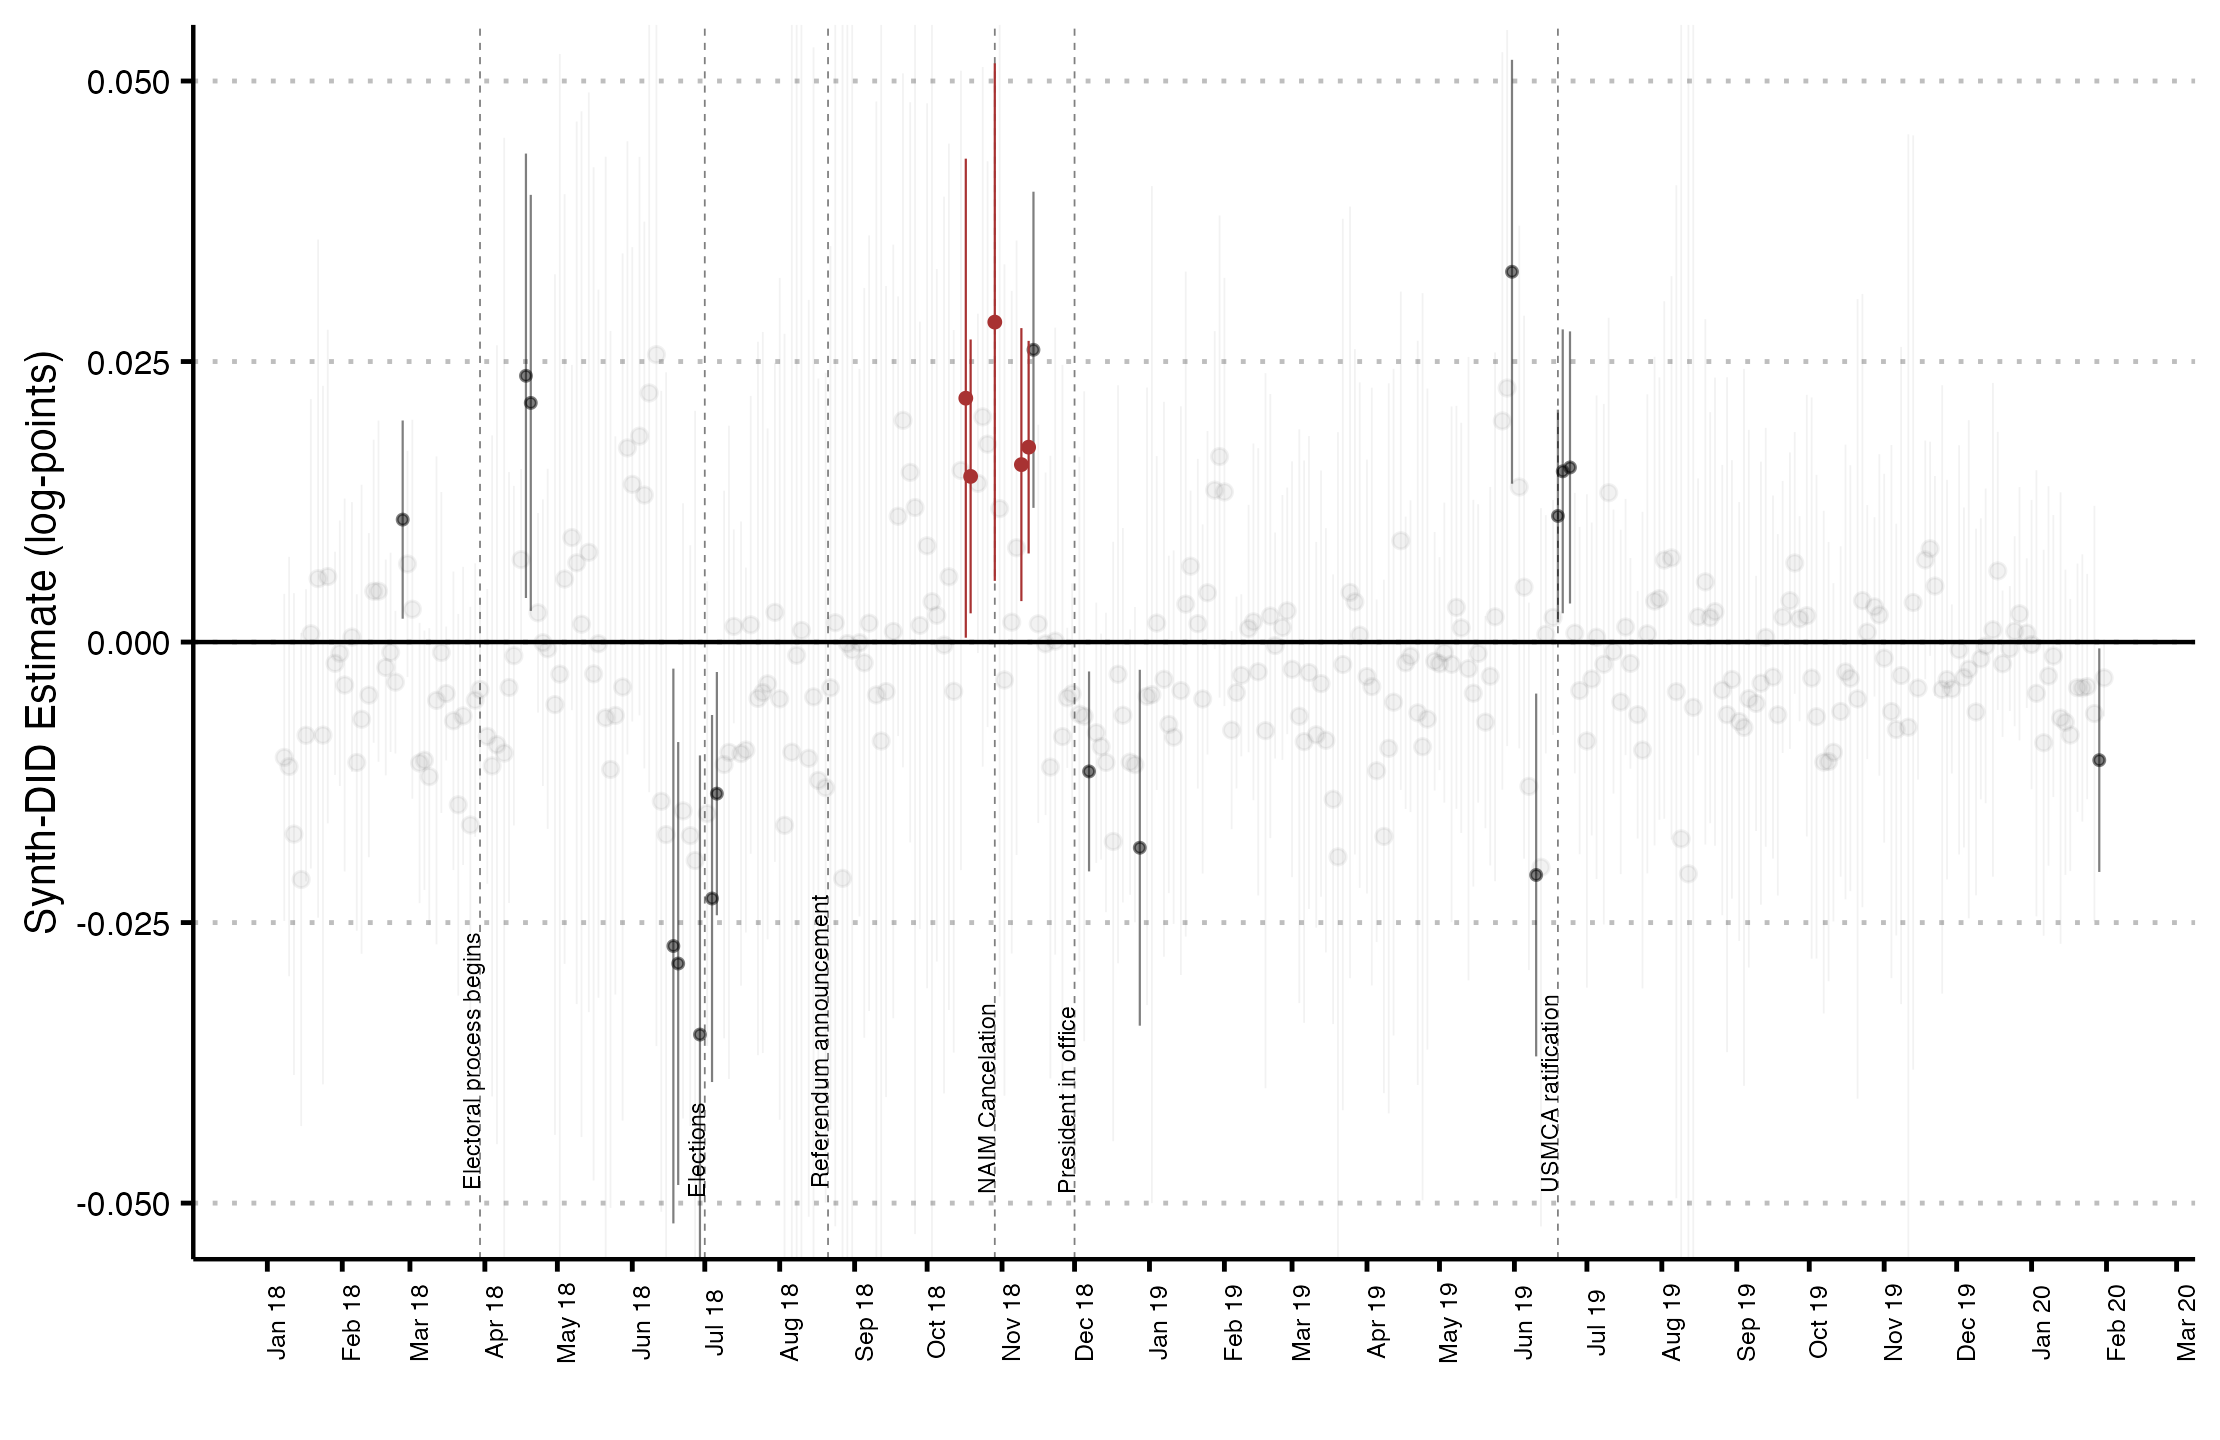 Synth-DID Estimate (log-points)
0.050
0.025
0.000
-0.025
-0.050
Electoral process begins
Elections
Referendum announcement
NAIM Cancelation
President in office
USMCA ratification
Jan 18
Feb 18
Mar 18
Apr 18
May 18
Jun 18
Jul 18
Aug 18
Sep 18
Oct 18
Nov 18
Dec 18
Jan 19
Feb 19
Mar 19
Apr 19
May 19
Jun 19
Jul 19
Aug 19
Sep 19
Oct 19
Nov 19
Dec 19
Jan 20
Feb 20
Mar 20